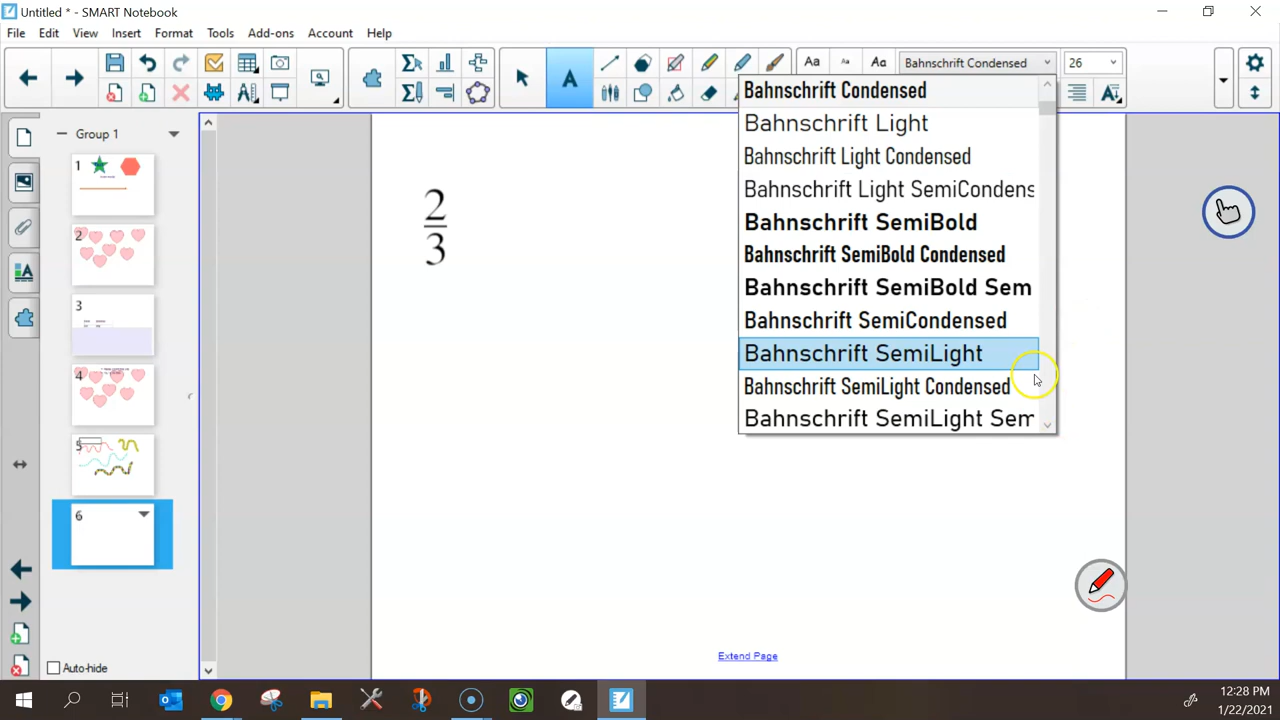 Untitled * - SMART Notebook
File Edit View Insert Format Tools Add-ons Account Help
Aa Aa Aa Bahnschrift Condensed 26
Group 1
1
2
3
4
5
6
2
3
Bahnschrift Condensed
Bahnschrift Light
Bahnschrift Light Condensed
Bahnschrift Light SemiCondens
Bahnschrift SemiBold
Bahnschrift SemiBold Condensed
Bahnschrift SemiBold Sem
Bahnschrift SemiCondensed
Bahnschrift SemiLight
Bahnschrift SemiLight Condensed
Bahnschrift SemiLight Sem
Extend Page
Auto-hide
12:28 PM
1/22/2021